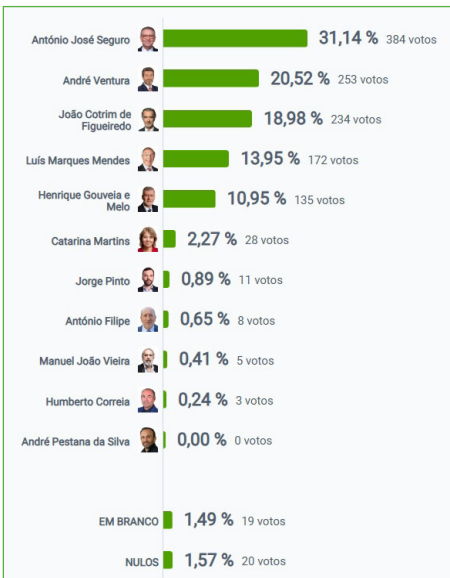 António José Seguro 31,14 % 384 votos
André Ventura 20,52 % 253 votos
João Cotrim de
Figueiredo 18,98 % 234 votos
Luís Marques Mendes 13,95 % 172 votos
Henrique Gouveia e
Melo 10,95 % 135 votos
Catarina Martins 2,27 % 28 votos
Jorge Pinto 0,89 % 11 votos
António Filipe 0,65 % 8 votos
Manuel João Vieira 0,41 % 5 votos
Humberto Correia 0,24 % 3 votos
André Pestana da Silva 0,00 % 0 votos
EM BRANCO 1,49 % 19 votos
NULOS 1,57 % 20 votos